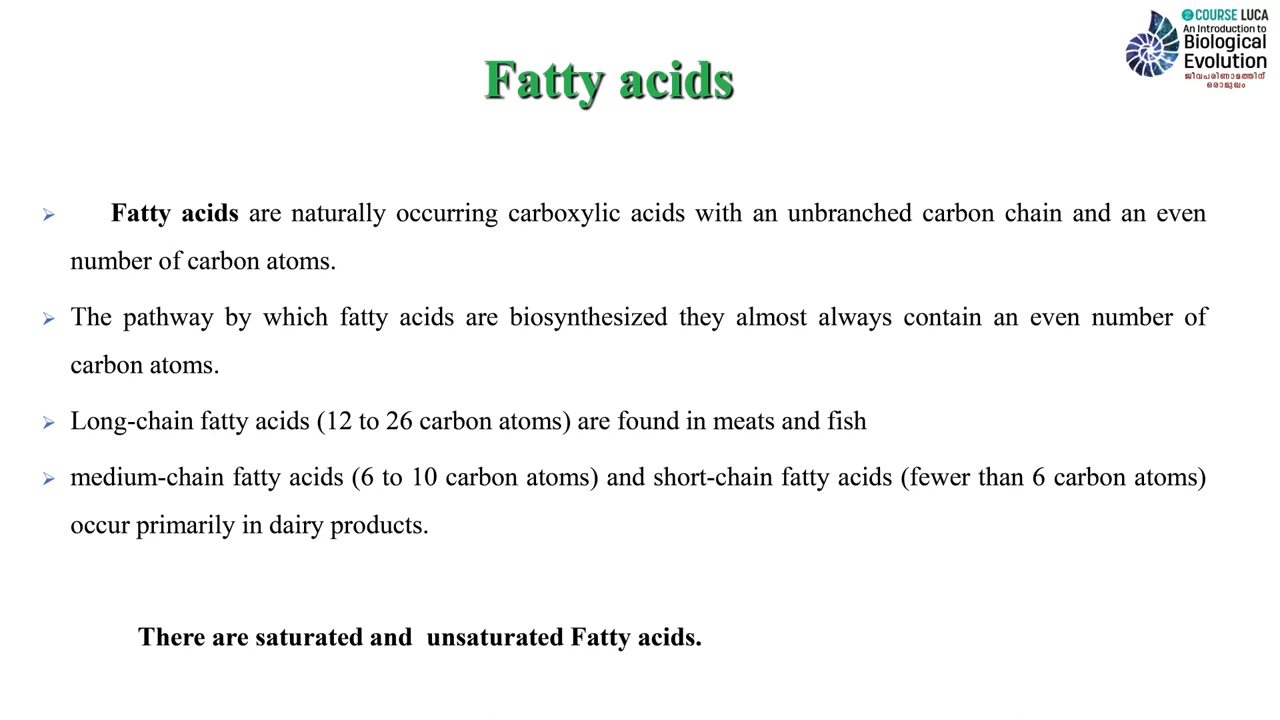 COURSE LUCA
An Introduction to
Biological
Evolution
ജീവപരിണാമത്തിന്
ഒരാമുഖം
Fatty acids
Fatty acids are naturally occurring carboxylic acids with an unbranched carbon chain and an even
number of carbon atoms.
The pathway by which fatty acids are biosynthesized they almost always contain an even number of
carbon atoms.
Long-chain fatty acids (12 to 26 carbon atoms) are found in meats and fish
medium-chain fatty acids (6 to 10 carbon atoms) and short-chain fatty acids (fewer than 6 carbon atoms)
occur primarily in dairy products.
There are saturated and unsaturated Fatty acids.